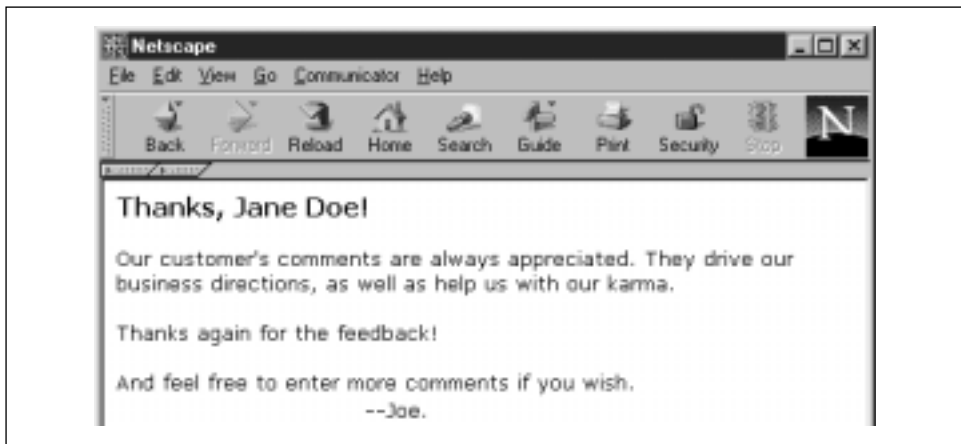 Netscape
File Edit View Go Communicator Help
Back Forward Reload Home Search Guide Print Security Stop
N
Thanks, Jane Doe!
Our customer's comments are always appreciated. They drive our
business directions, as well as help us with our karma.
Thanks again for the feedback!
And feel free to enter more comments if you wish.
--Joe.